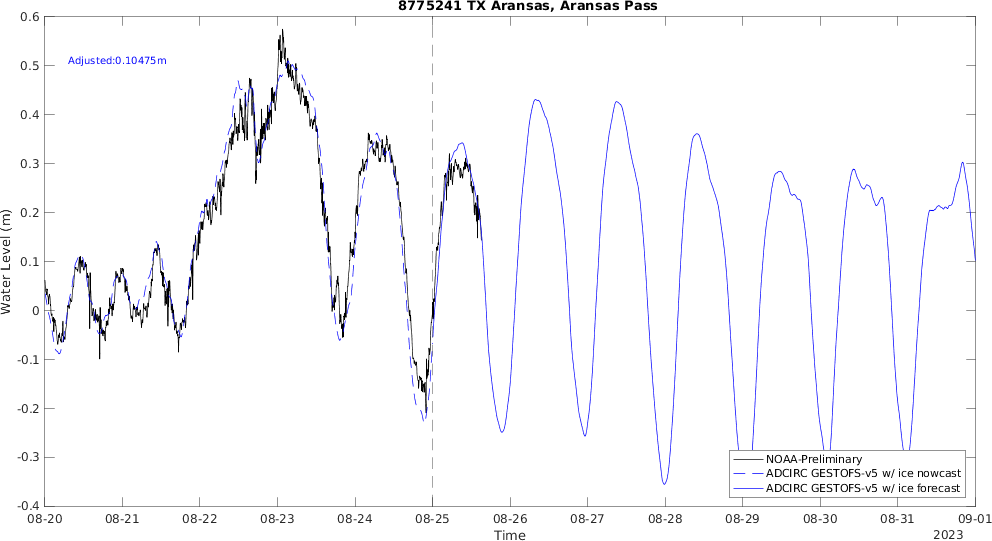 8775241 TX Aransas, Aransas Pass
0.6
0.5
0.4
0.3
0.2
0.1
0
-0.1
-0.2
-0.3
-0.4
Water Level (m)
Adjusted:0.10475m
NOAA-Preliminary
ADCIRC GESTOFS-v5 w/ ice nowcast
ADCIRC GESTOFS-v5 w/ ice forecast
08-20 08-21 08-22 08-23 08-24 08-25 08-26 08-27 08-28 08-29 08-30 08-31 09-01
Time
2023